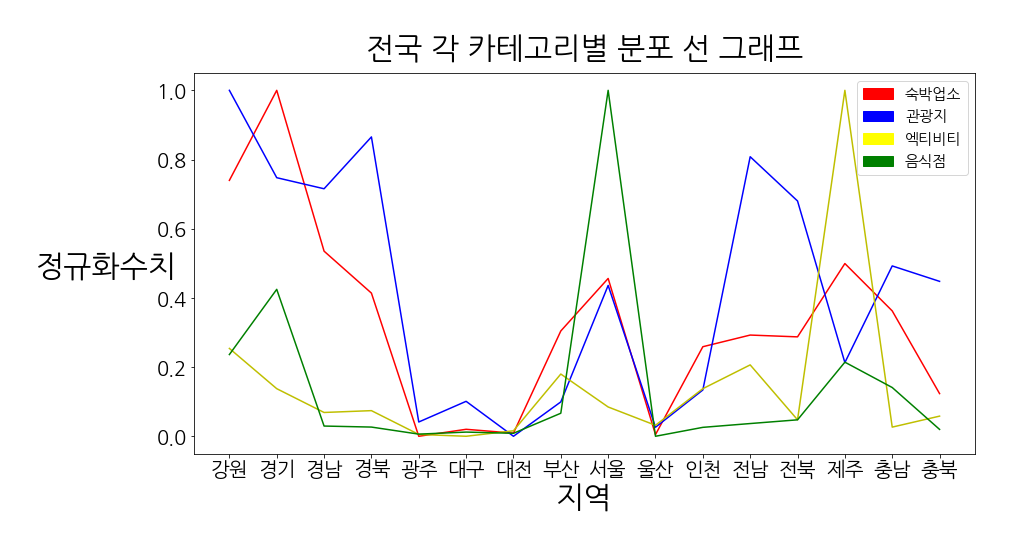 전국 각 카테고리별 분포 선 그래프
숙박업소
관광지
엑티비티
음식점
정규화수치
1.0
0.8
0.6
0.4
0.2
0.0
강원 경기 경남 경북 광주 대구 대전 부산 서울 울산 인천 전남 전북 제주 충남 충북
지역